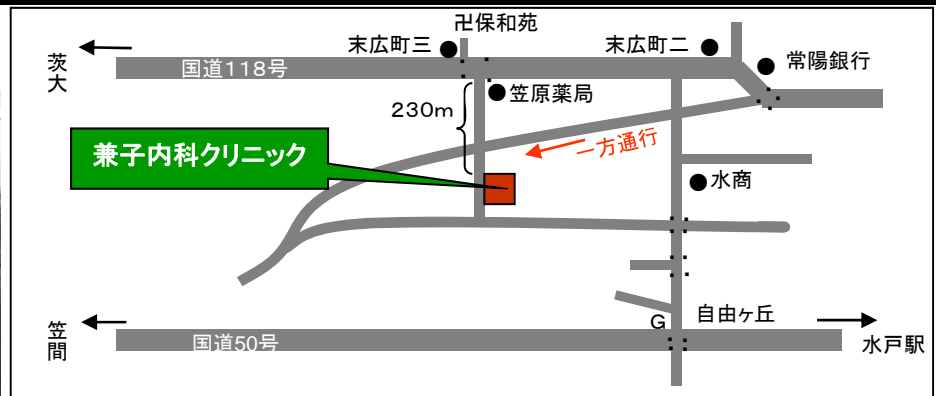 卍保和苑
末広町三
末広町二
常陽銀行
茨大
国道118号
笠原薬局
230m
一方通行
兼子内科クリニック
水商
自由ヶ丘
G
笠間
国道50号
水戸駅